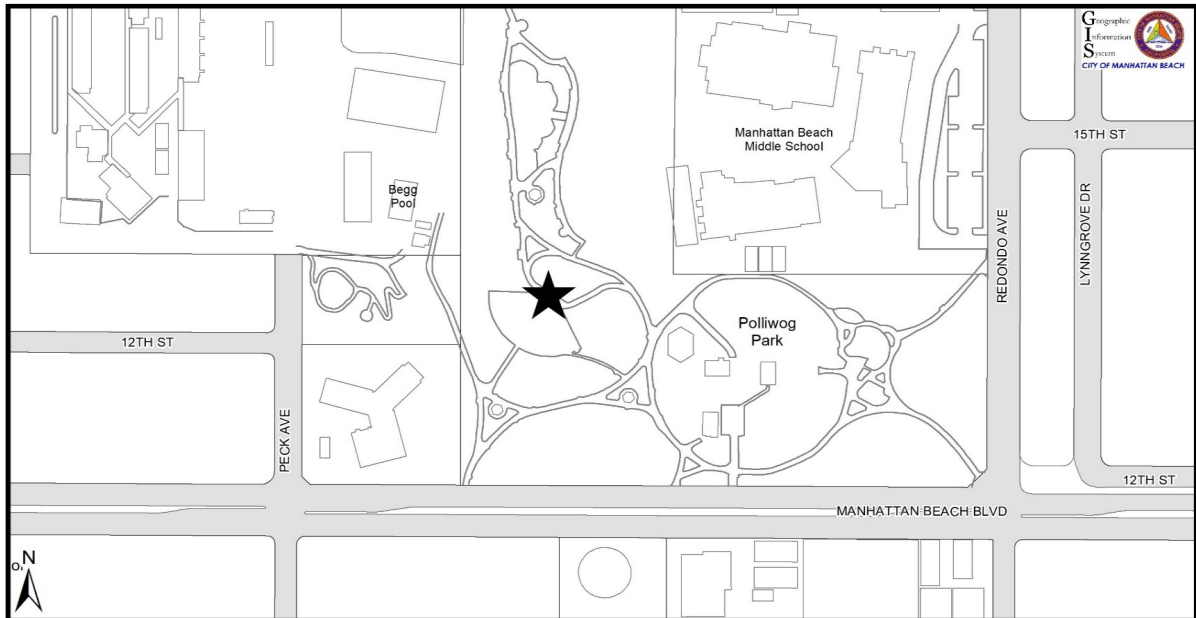 Geographic
Information
System
CITY OF MANHATTAN BEACH
Manhattan Beach
Middle School
15TH ST
Begg
Pool
REDONDO AVE
LYNNGROVE DR
Polliwog
Park
12TH ST
PECK AVE
12TH ST
MANHATTAN BEACH BLVD
N